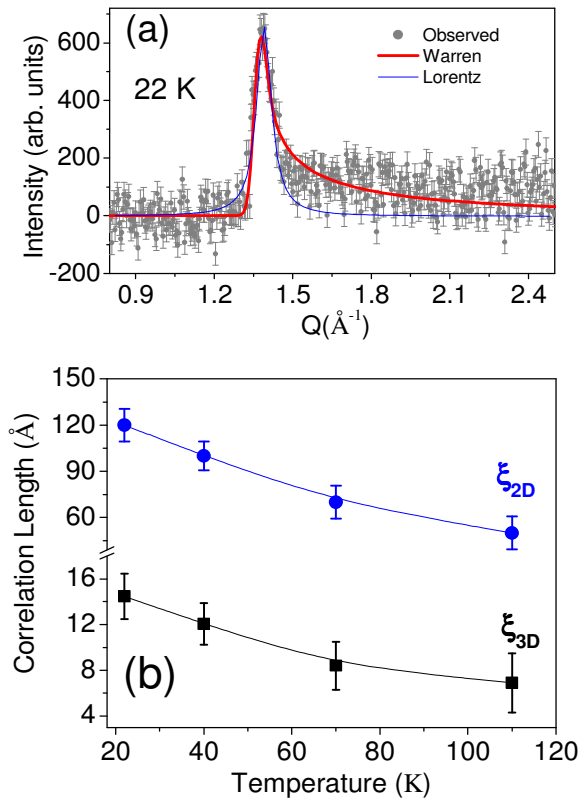 (a)
22 K
Observed
Warren
Lorentz
Intensity (arb. units)
600
400
200
0
-200
0.9 1.2 1.5 1.8 2.1 2.4
Q(Å⁻¹)
Correlation Length (Å)
150
120
90
60
16
12
8
4
ξ2D
ξ3D
(b)
20 40 60 80 100 120
Temperature (K)